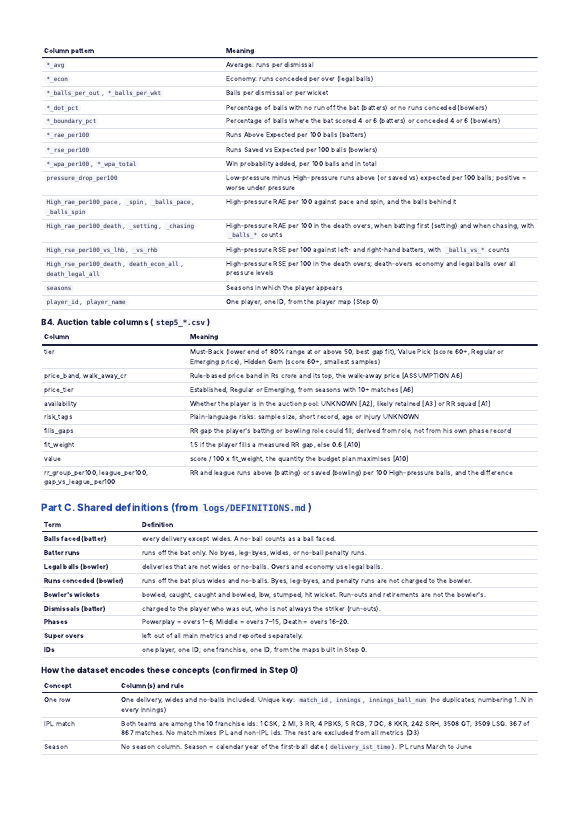 Column pattern Meaning
*_avg Average: runs per dismissal
*_econ Economy: runs conceded per over (legal balls)
*_balls_per_out, *_balls_per_wkt Balls per dismissal or per wicket
*_dot_pct Percentage of balls with no run off the bat (batters) or no runs conceded (bowlers)
*_boundary_pct Percentage of balls where the bat scored 4 or 6 (batters) or conceded 4 or 6 (bowlers)
*_rae_per100 Runs Above Expected per 100 balls (batters)
*_rse_per100 Runs Saved vs Expected per 100 balls (bowlers)
*_wpa_per100, *_wpa_total Win probability added, per 100 balls and in total
pressure_drop_per100 Low-pressure minus High-pressure runs above (or saved vs) expected per 100 balls; positive =
worse under pressure
High_rae_per100_pace, _spin, _balls_pace, High-pressure RAE per 100 against pace and spin, and the balls behind it
_balls_spin
High_rae_per100_death, _setting, _chasing High-pressure RAE per 100 in the death overs, when batting first (setting) and when chasing, with
_balls_* counts
High_rse_per100_vs_lhb, _vs_rhb High-pressure RSE per 100 against left- and right-hand batters, with _balls_vs_* counts
High_rse_per100_death, death_econ_all, High-pressure RSE per 100 in the death overs; death-overs economy and legal balls over all
death_legal_all pressure levels
seasons Seasons in which the player appears
player_id, player_name One player, one ID, from the player map (Step 0)
B4. Auction table columns (step5_*.csv)
Column Meaning
tier Must-Back (lower end of 80% range at or above 50, best gap fit), Value Pick (score 60+, Regular or
Emerging price), Hidden Gem (score 60+, smallest samples)
price_band, walk_away_cr Rule-based price band in Rs crore and its top, the walk-away price [ASSUMPTION A6]
price_tier Established, Regular or Emerging, from seasons with 10+ matches [A6]
availability Whether the player is in the auction pool: UNKNOWN [A2], likely retained [A3] or RR squad [A1]
risk_tags Plain-language risks: sample size, short record, age or injury UNKNOWN
fills_gaps RR gap the player's batting or bowling role could fill; derived from role, not from his own phase record
fit_weight 1.5 if the player fills a measured RR gap, else 0.6 [A10]
value score / 100 x fit_weight, the quantity the budget plan maximises [A10]
rr_group_per100, league_per100, RR and league runs above (batting) or saved (bowling) per 100 High-pressure balls, and the difference
gap_vs_league_per100
Part C. Shared definitions (from logs/DEFINITIONS.md)
Term Definition
Balls faced (batter) every delivery except wides. A no-ball counts as a ball faced.
Batter runs runs off the bat only. No byes, leg-byes, wides, or no-ball penalty runs.
Legal balls (bowler) deliveries that are not wides or no-balls. Overs and economy use legal balls.
Runs conceded (bowler) runs off the bat plus wides and no-balls. Byes, leg-byes, and penalty runs are not charged to the bowler.
Bowler's wickets bowled, caught, caught and bowled, lbw, stumped, hit wicket. Run-outs and retirements are not the bowler's.
Dismissals (batter) charged to the player who was out, who is not always the striker (run-outs).
Phases Powerplay = overs 1–6, Middle = overs 7–15, Death = overs 16–20.
Super overs left out of all main metrics and reported separately.
IDs one player, one ID; one franchise, one ID, from the maps built in Step 0.
How the dataset encodes these concepts (confirmed in Step 0)
Concept Column(s) and rule
One row One delivery, wides and no-balls included. Unique key: match_id, innings, innings_ball_num (no duplicates; numbering 1..N in
every innings)
IPL match Both teams are among the 10 franchise ids: 1 CSK, 2 MI, 3 RR, 4 PBKS, 5 RCB, 7 DC, 8 KKR, 242 SRH, 3508 GT, 3509 LSG. 367 of
867 matches. No match mixes IPL and non-IPL ids. The rest are excluded from all metrics (D3)
Season No season column. Season = calendar year of the first-ball date (delivery_ist_time). IPL runs March to June